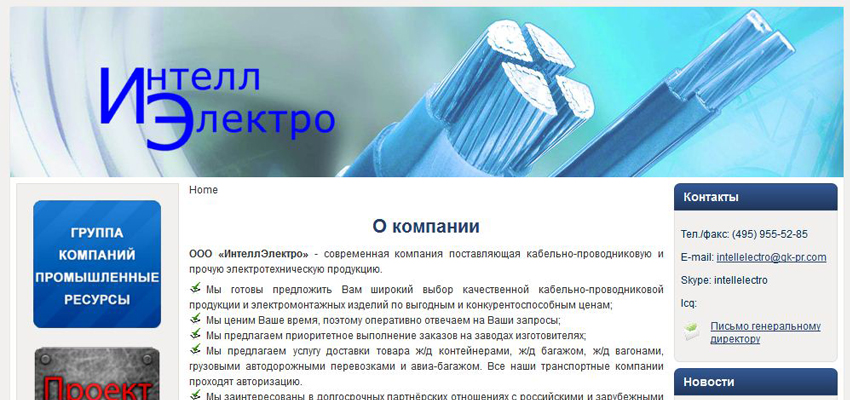 ИнтеллЭлектро
ГРУППА
КОМПАНИЙ
ПРОМЫШЛЕННЫЕ
РЕСУРСЫ
Проект
Home
О компании
ООО «ИнтеллЭлектро» - современная компания поставляющая кабельно-проводниковую и
прочую электротехническую продукцию.
Мы готовы предложить Вам широкий выбор качественной кабельно-проводниковой
продукции и электромонтажных изделий по выгодным и конкурентоспособным ценам;
Мы ценим Ваше время, поэтому оперативно отвечаем на Ваши запросы;
Мы предлагаем приоритетное выполнение заказов на заводах изготовителях;
Мы предлагаем услугу доставки товара ж/д контейнерами, ж/д багажом, ж/д вагонами,
грузовыми автодорожными перевозками и авиа-багажом. Все наши транспортные компании
проходят авторизацию.
Мы заинтересованы в долгосрочных партнёрских отношениях с российскими и зарубежными
Контакты
Тел./факс: (495) 955-52-85
E-mail: intellelectro@gk-pr.com
Skype: intellelectro
Icq:
Письмо генеральному
директору
Новости